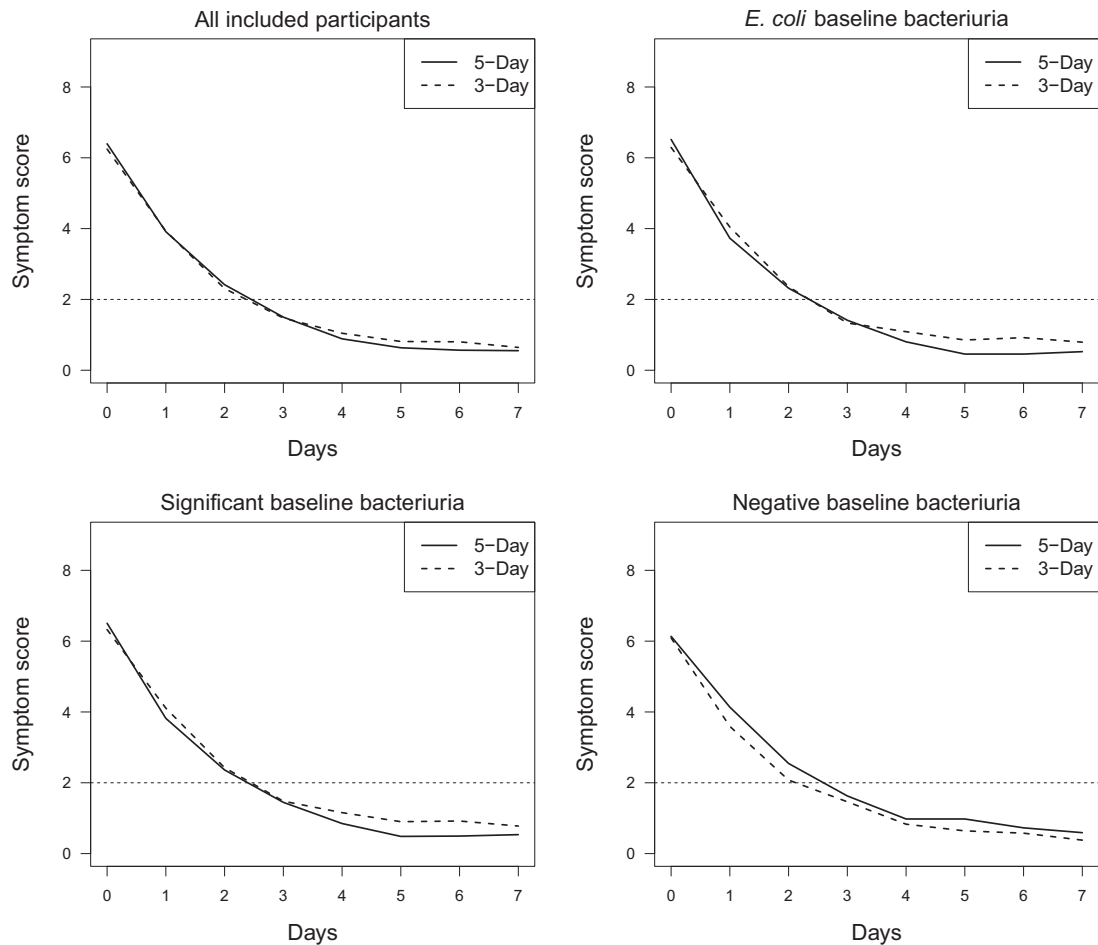 All included participants
5−Day
3−Day
Symptom score
8
6
4
2
0
0 1 2 3 4 5 6 7
Days
E. coli baseline bacteriuria
5−Day
3−Day
Symptom score
8
6
4
2
0
0 1 2 3 4 5 6 7
Days
Significant baseline bacteriuria
5−Day
3−Day
Symptom score
8
6
4
2
0
0 1 2 3 4 5 6 7
Days
Negative baseline bacteriuria
5−Day
3−Day
Symptom score
8
6
4
2
0
0 1 2 3 4 5 6 7
Days